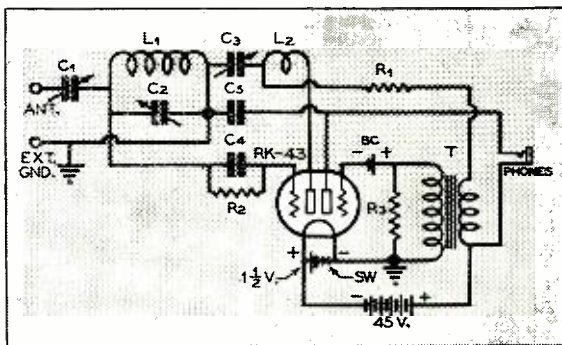 L1
C3
L2
C1
R1
C2
C5
ANT.
EXT. GND.
C4
RK-43
R2
BC
- +
T
PHONES
R3
+ -
1½ V.
SW
- +
45 V.